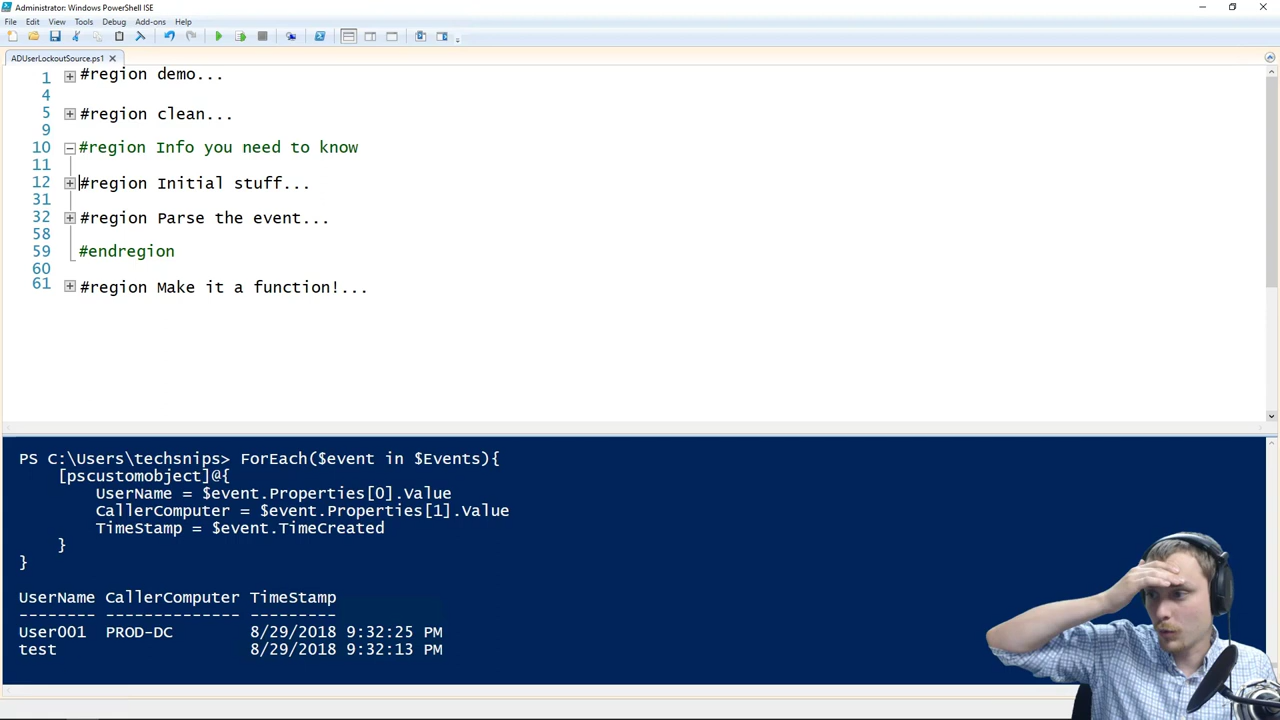 Administrator: Windows PowerShell ISE
File Edit View Tools Debug Add-ons Help
ADUserLockoutSource.ps1
1 #region demo...
4
5 #region clean...
9
10 #region Info you need to know
11
12 #region Initial stuff...
31
32 #region Parse the event...
58
59 #endregion
60
61 #region Make it a function!...
PS C:\Users\techsnips> ForEach($event in $Events){
[pscustomobject]@{
UserName = $event.Properties[0].Value
CallerComputer = $event.Properties[1].Value
TimeStamp = $event.TimeCreated
}
}
UserName CallerComputer TimeStamp
-------- -------------- ---------
User001 PROD-DC 8/29/2018 9:32:25 PM
test 8/29/2018 9:32:13 PM